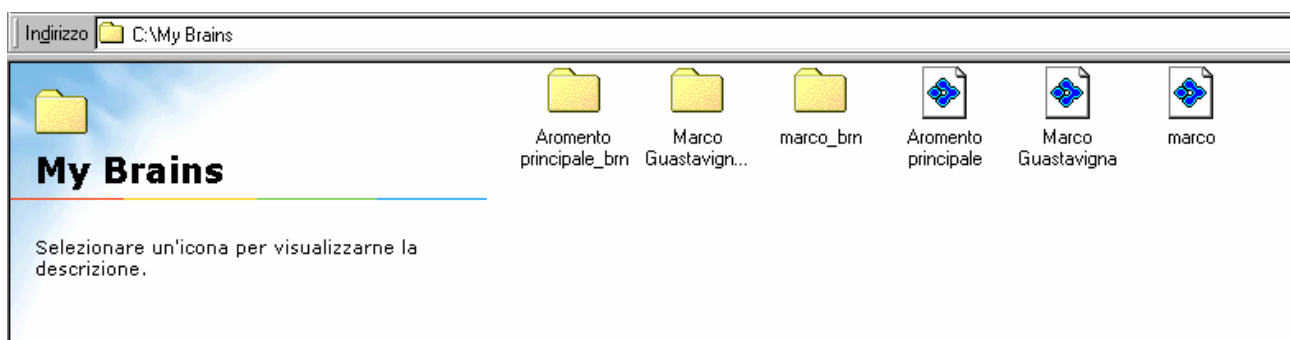 Indirizzo C:\My Brains
Aromento principale_brn
Marco Guastavign...
marco_brn
Aromento principale
Marco Guastavigna
marco
My Brains
Selezionare un'icona per visualizzarne la
descrizione.